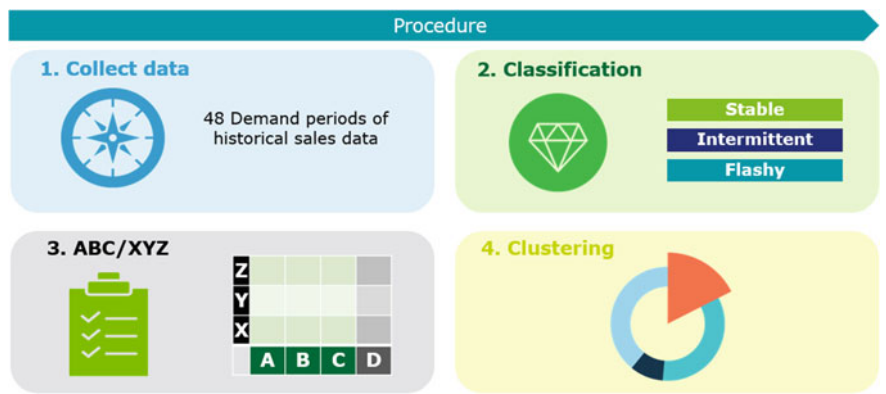 Procedure
1. Collect data
48 Demand periods of
historical sales data
2. Classification
Stable
Intermittent
Flashy
3. ABC/XYZ
Z
Y
X
A B C D
4. Clustering